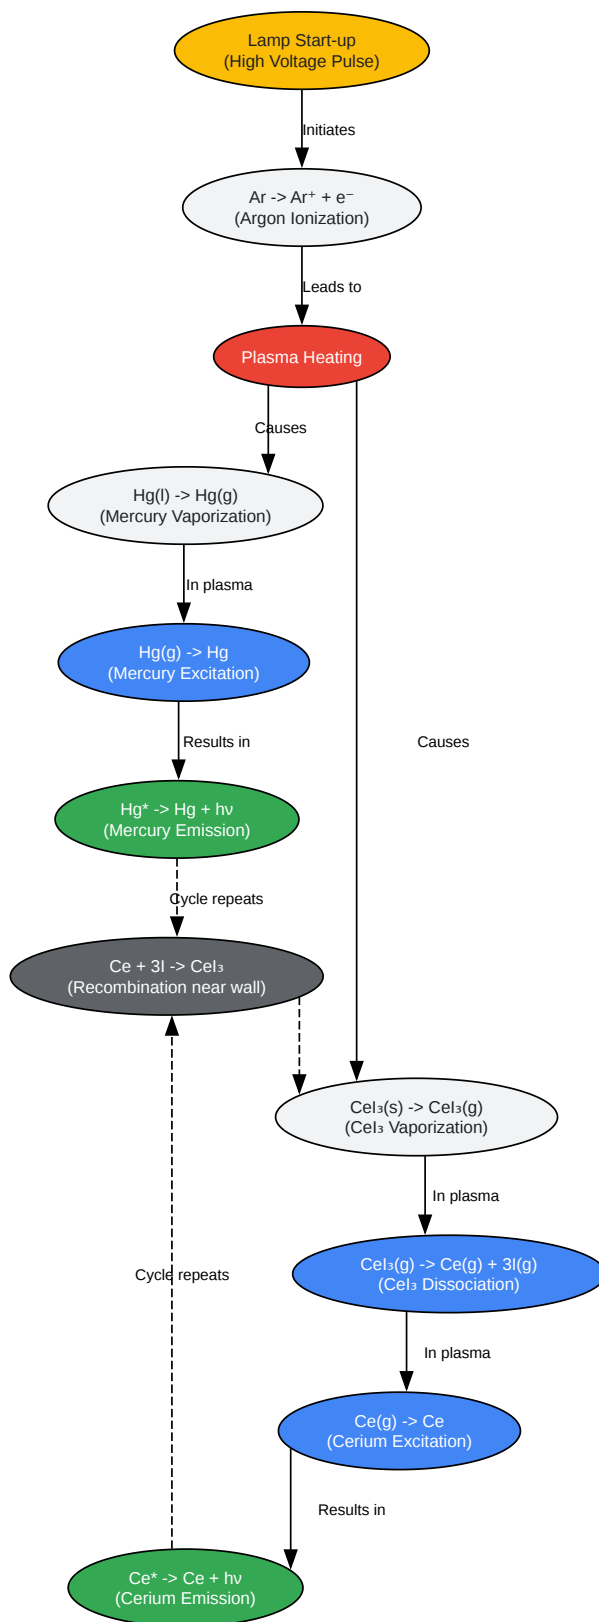 Lamp Start-up
(High Voltage Pulse)
Initiates
Ar -> Ar⁺ + e⁻
(Argon Ionization)
Leads to
Plasma Heating
Causes
Hg(l) -> Hg(g)
(Mercury Vaporization)
In plasma
Hg(g) -> Hg
(Mercury Excitation)
Results in
Causes
Hg* -> Hg + hν
(Mercury Emission)
Cycle repeats
Ce + 3I -> CeI₃
(Recombination near wall)
CeI₃(s) -> CeI₃(g)
(CeI₃ Vaporization)
In plasma
CeI₃(g) -> Ce(g) + 3I(g)
(CeI₃ Dissociation)
Cycle repeats
In plasma
Ce(g) -> Ce
(Cerium Excitation)
Results in
Ce* -> Ce + hν
(Cerium Emission)